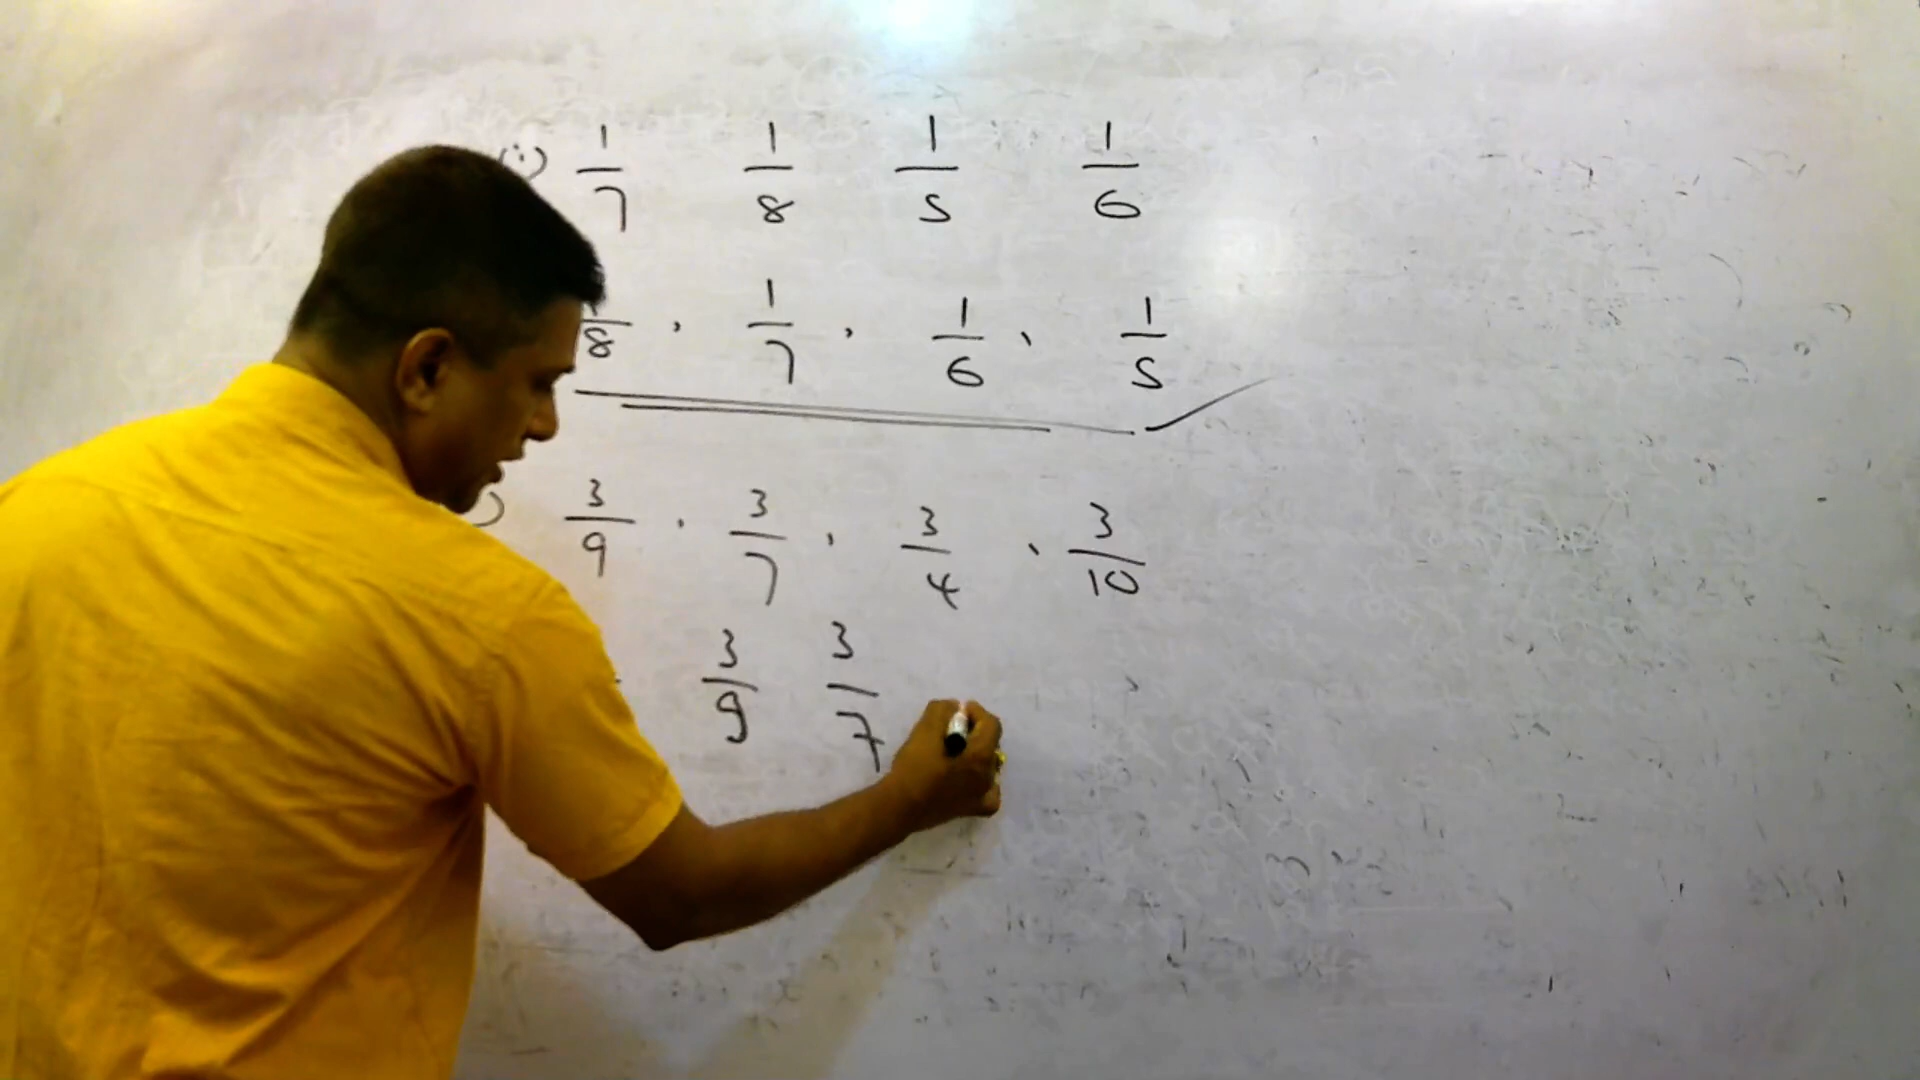 (i) 1/7 1/8 1/5 1/6
1/8, 1/7, 1/6, 1/5
) 3/9, 3/7, 3/4, 3/10
3/9 3/7